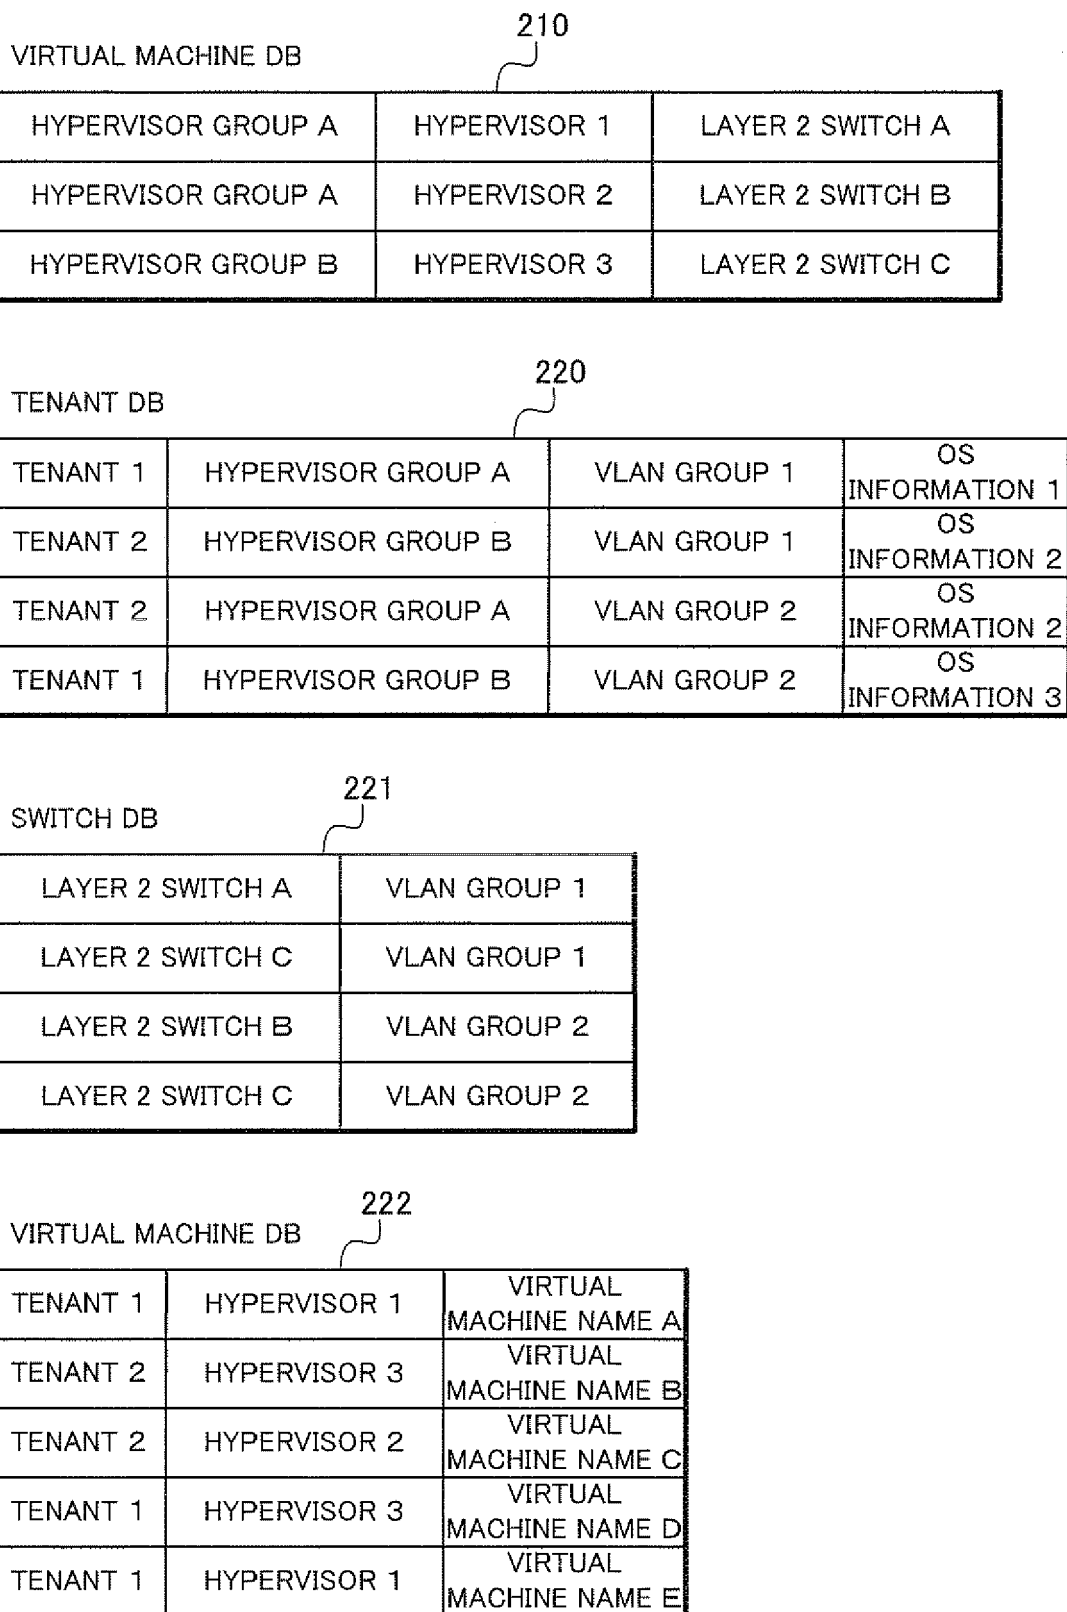 210
VIRTUAL MACHINE DB
HYPERVISOR GROUP A HYPERVISOR 1 LAYER 2 SWITCH A
HYPERVISOR GROUP A HYPERVISOR 2 LAYER 2 SWITCH B
HYPERVISOR GROUP B HYPERVISOR 3 LAYER 2 SWITCH C
220
TENANT DB
TENANT 1 HYPERVISOR GROUP A VLAN GROUP 1 OS
INFORMATION 1
TENANT 2 HYPERVISOR GROUP B VLAN GROUP 1 OS
INFORMATION 2
TENANT 2 HYPERVISOR GROUP A VLAN GROUP 2 OS
INFORMATION 2
TENANT 1 HYPERVISOR GROUP B VLAN GROUP 2 OS
INFORMATION 3
221
SWITCH DB
LAYER 2 SWITCH A VLAN GROUP 1
LAYER 2 SWITCH C VLAN GROUP 1
LAYER 2 SWITCH B VLAN GROUP 2
LAYER 2 SWITCH C VLAN GROUP 2
222
VIRTUAL MACHINE DB
TENANT 1 HYPERVISOR 1 VIRTUAL
MACHINE NAME A
TENANT 2 HYPERVISOR 3 VIRTUAL
MACHINE NAME B
TENANT 2 HYPERVISOR 2 VIRTUAL
MACHINE NAME C
TENANT 1 HYPERVISOR 3 VIRTUAL
MACHINE NAME D
TENANT 1 HYPERVISOR 1 VIRTUAL
MACHINE NAME E